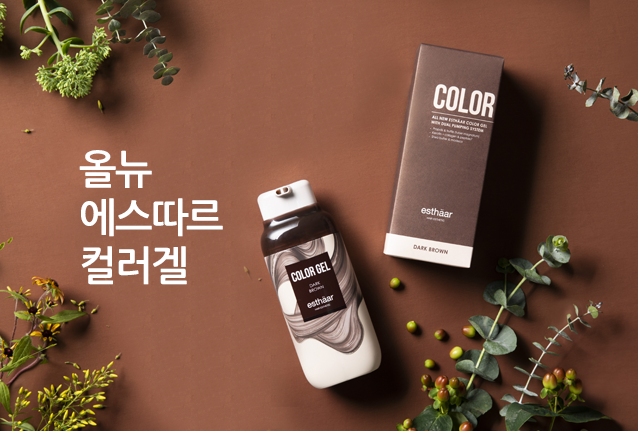 올뉴
에스따르
컬러겔
COLOR
ALL NEW ESTHÄAR COLOR GEL
WITH DUAL PUMPING SYSTEM
esthäar
DARK BROWN
COLOR GEL
DARK
BROWN
esthäar